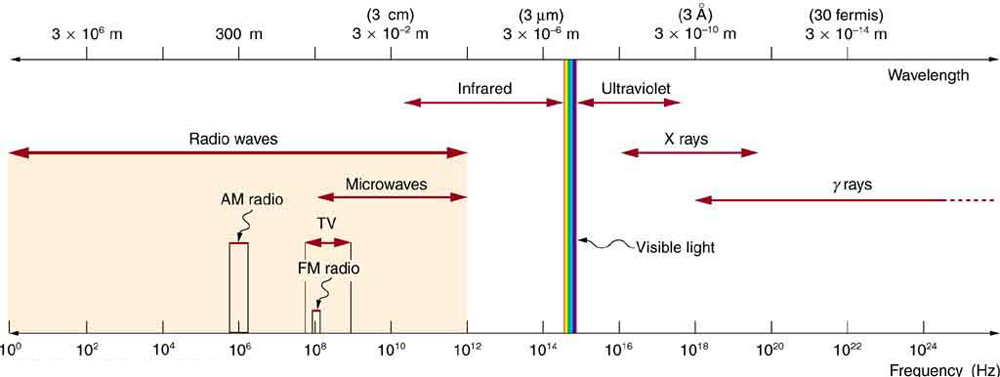 (3 cm) (3 μm) (3 Å) (30 fermis)
3 × 10⁶ m 300 m 3 × 10⁻² m 3 × 10⁻⁶ m 3 × 10⁻¹⁰ m 3 × 10⁻¹⁴ m
Wavelength
Infrared Ultraviolet
Radio waves X rays
Microwaves γ rays
AM radio
TV
Visible light
FM radio
10⁰ 10² 10⁴ 10⁶ 10⁸ 10¹⁰ 10¹² 10¹⁴ 10¹⁶ 10¹⁸ 10²⁰ 10²² 10²⁴
Frequency (Hz)